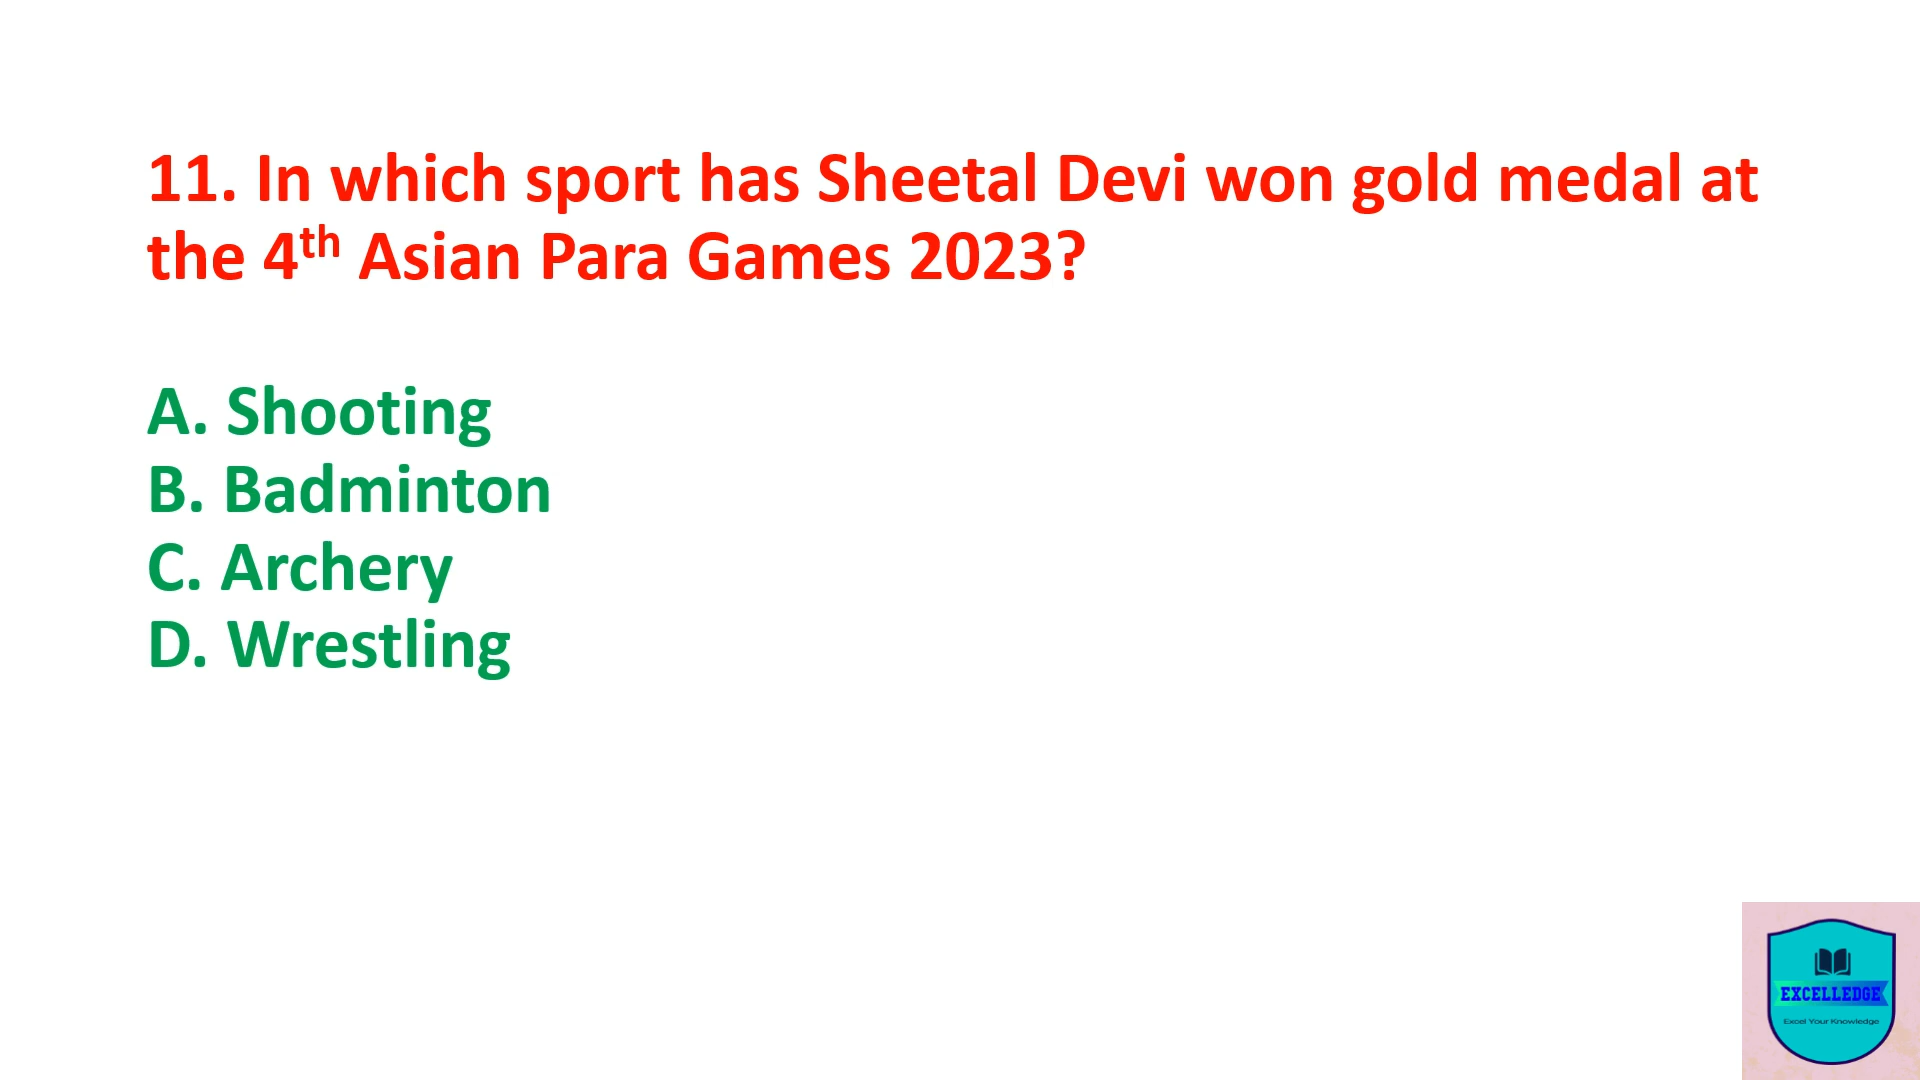 11. In which sport has Sheetal Devi won gold medal at
the 4th Asian Para Games 2023?
A. Shooting
B. Badminton
C. Archery
D. Wrestling
EXCELLEDGE
Excel Your Knowledge